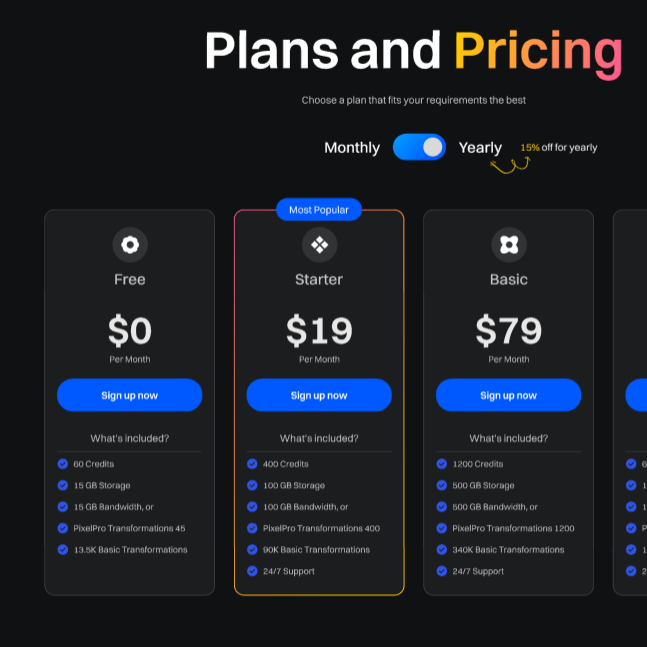 Plans and Pricing
Choose a plan that fits your requirements the best
Monthly
Yearly
15% off for yearly
Free
$0
Per Month
Sign up now
What's included?
60 Credits
15 GB Storage
15 GB Bandwidth, or
PixelPro Transformations 45
13.5K Basic Transformations
Most Popular
Starter
$19
Per Month
Sign up now
What's included?
400 Credits
100 GB Storage
100 GB Bandwidth, or
PixelPro Transformations 400
90K Basic Transformations
24/7 Support
Basic
$79
Per Month
Sign up now
What's included?
1200 Credits
500 GB Storage
500 GB Bandwidth, or
PixelPro Transformations 1200
340K Basic Transformations
24/7 Support